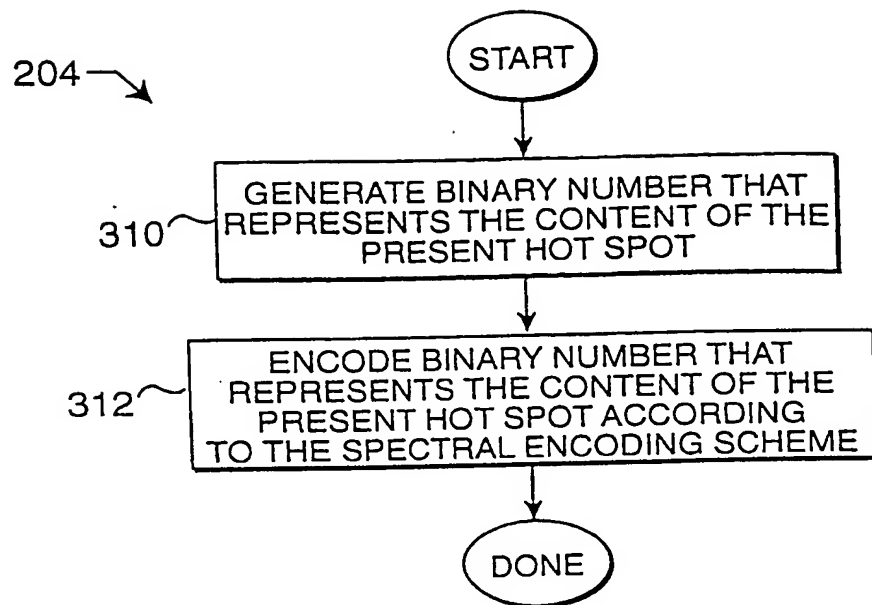 204
START
310
GENERATE BINARY NUMBER THAT
REPRESENTS THE CONTENT OF THE
PRESENT HOT SPOT
312
ENCODE BINARY NUMBER THAT
REPRESENTS THE CONTENT OF THE
PRESENT HOT SPOT ACCORDING
TO THE SPECTRAL ENCODING SCHEME
DONE